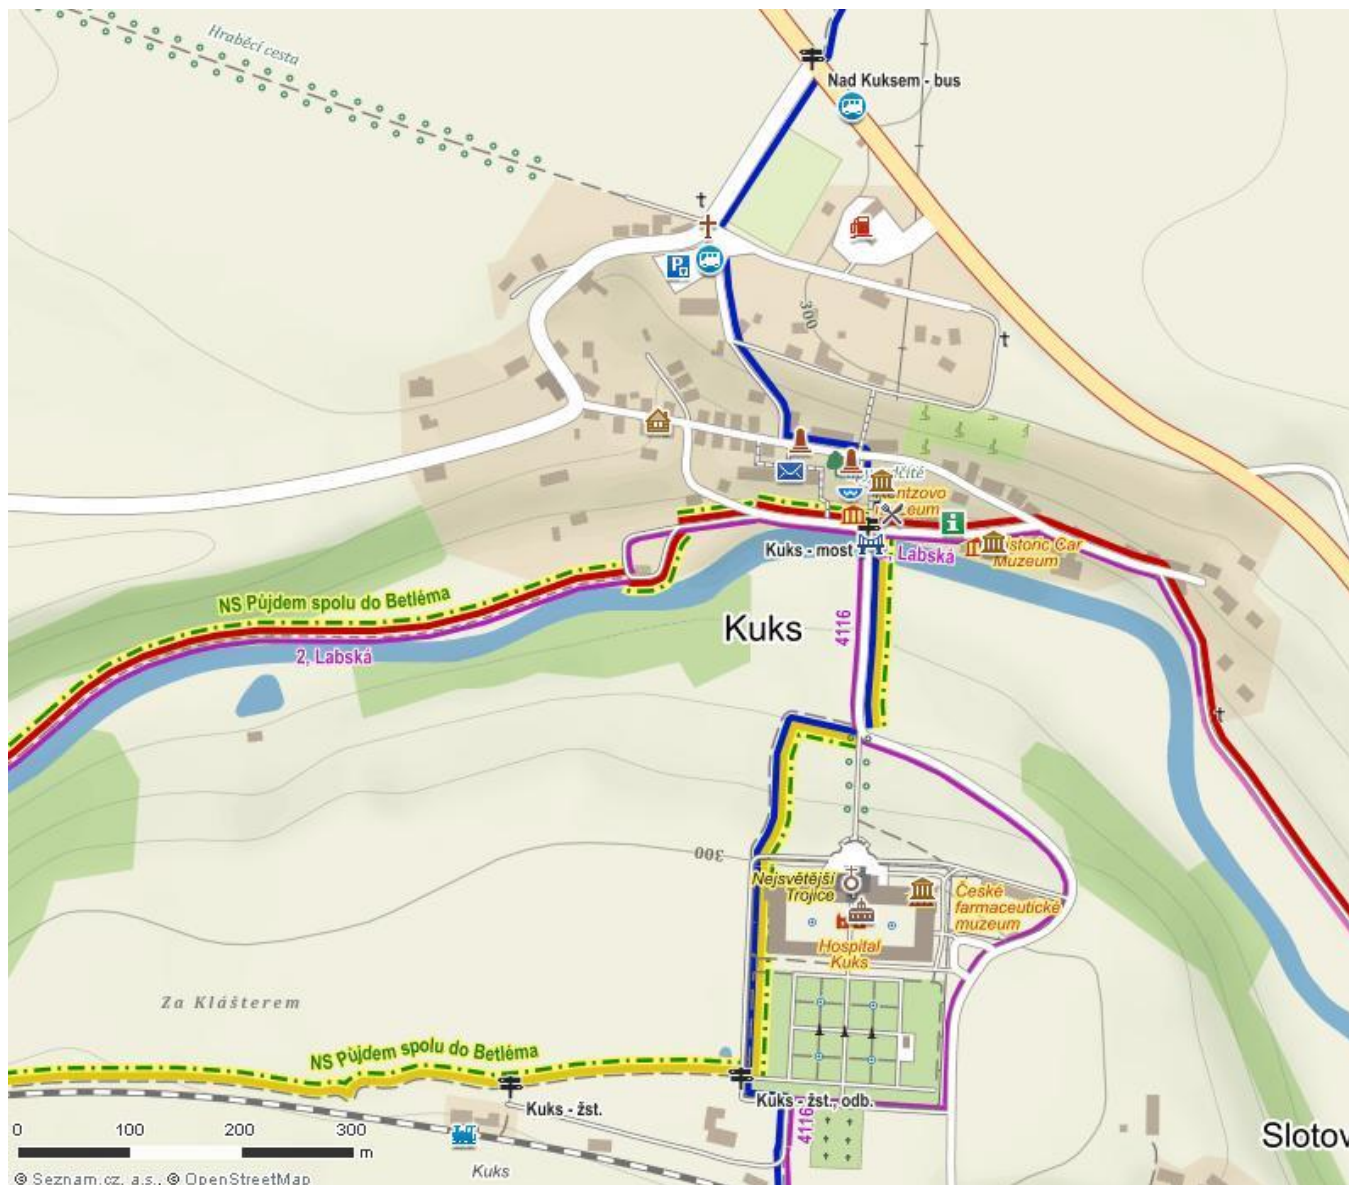 Hraběcí cesta
Nad Kuksem - bus
P
300
W
i
Muzeum
Kuks - most
Labská
NS Půjdem spolu do Betléma
Kuks
4116
2, Labská
300
Nejsvětější
Trojice
České
farmaceutické
muzeum
Hospital
Kuks
Za Klášterem
NS Půjdem spolu do Betléma
Kuks - žst.
Kuks - žst., odb.
4116
0 100 200 300
m
Kuks
Slotov
© Seznam.cz, a.s., © OpenStreetMap